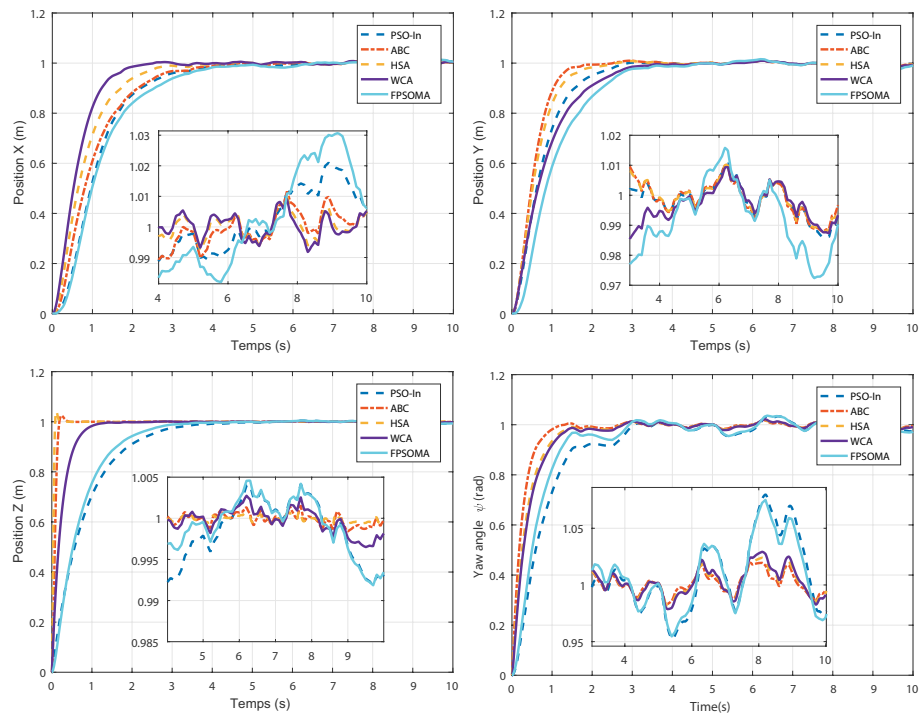 1.2
1
0.8
0.6
0.4
0.2
0
Position X (m)
PSO-In
ABC
HSA
WCA
FPSOMA
1.03
1.01
1
0.99
4 6 8 10
0 1 2 3 4 5 6 7 8 9 10
Temps (s)
1.2
1
0.8
0.6
0.4
0.2
0
Position Y (m)
PSO-In
ABC
HSA
WCA
FPSOMA
1.02
1.01
1
0.99
0.97
4 6 8 10
0 1 2 3 4 5 6 7 8 9 10
Temps (s)
1.2
1
0.8
0.6
0.4
0.2
0
Position Z (m)
PSO-In
ABC
HSA
WCA
FPSOMA
1.005
1
0.995
0.99
0.985
5 6 7 8 9
0 1 2 3 4 5 6 7 8 9 10
Temps (s)
1.2
1
0.8
0.6
0.4
0.2
0
Yaw angle ψ (rad)
PSO-In
ABC
HSA
WCA
FPSOMA
1.05
1
0.95
4 6 8 10
0 1 2 3 4 5 6 7 8 9 10
Time(s)